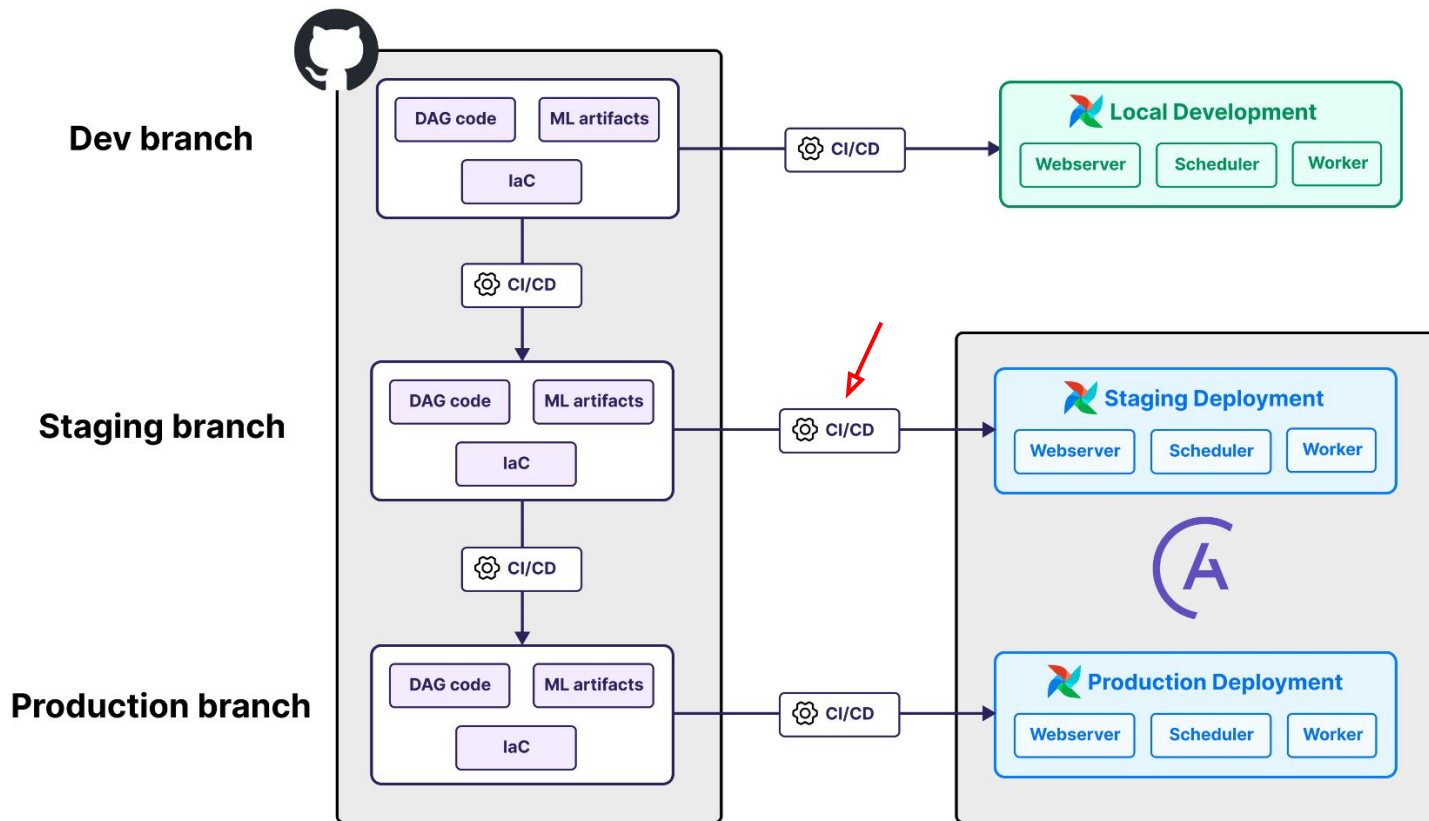 Dev branch
DAG code
ML artifacts
IaC
CI/CD
Local Development
Webserver
Scheduler
Worker
CI/CD
Staging branch
DAG code
ML artifacts
IaC
CI/CD
Staging Deployment
Webserver
Scheduler
Worker
CI/CD
Production branch
DAG code
ML artifacts
IaC
CI/CD
Production Deployment
Webserver
Scheduler
Worker